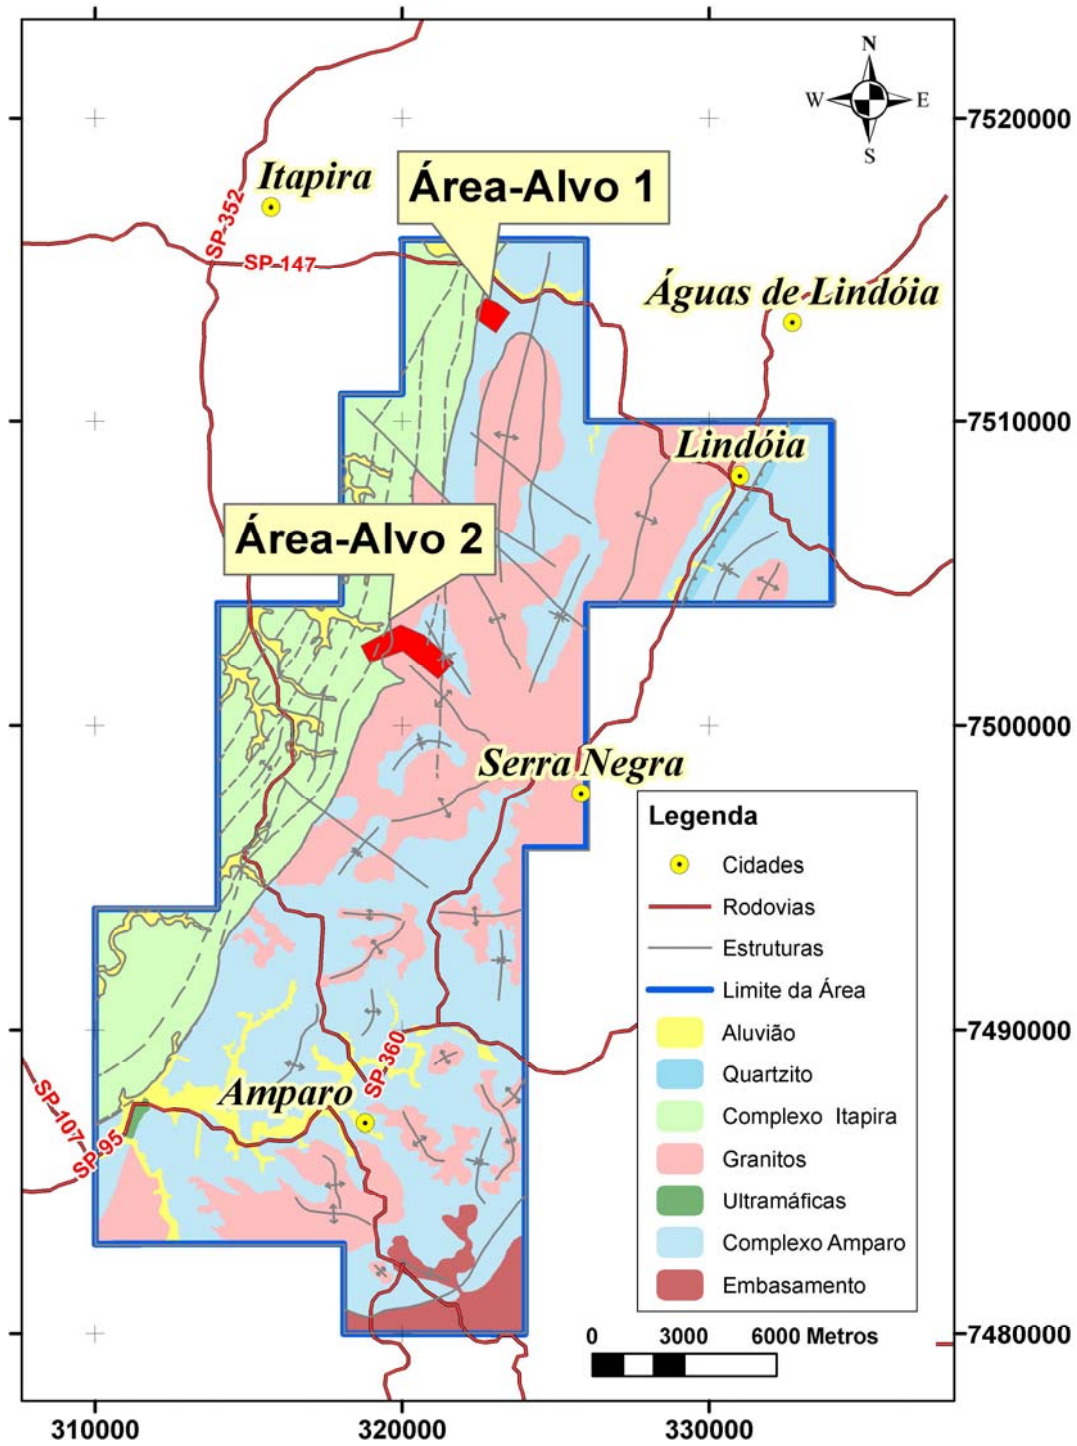 N
W E
S
7520000
Itapira
Área-Alvo 1
SP-352
SP 147
Águas de Lindóia
7510000
Lindóia
Área-Alvo 2
7500000
Serra Negra
Legenda
Cidades
Rodovias
Estruturas
Limite da Área
Aluvião
Quartzito
Complexo Itapira
Granitos
Ultramáficas
Complexo Amparo
Embasamento
7490000
SP-360
Amparo
SP-107
SP-95
7480000
0 3000 6000 Metros
310000 320000 330000